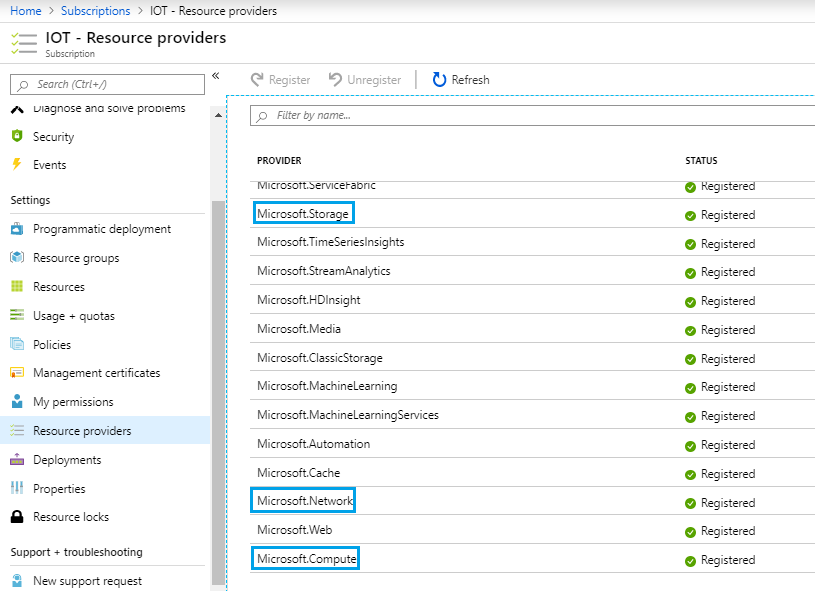 Home > Subscriptions > IOT - Resource providers
IOT - Resource providers
Subscription
Search (Ctrl+/)
«
Diagnose and solve problems
Security
Events
Settings
Programmatic deployment
Resource groups
Resources
Usage + quotas
Policies
Management certificates
My permissions
Resource providers
Deployments
Properties
Resource locks
Support + troubleshooting
New support request
Register Unregister Refresh
Filter by name...
PROVIDER STATUS
Microsoft.ServiceFabric Registered
Microsoft.Storage Registered
Microsoft.TimeSeriesInsights Registered
Microsoft.StreamAnalytics Registered
Microsoft.HDInsight Registered
Microsoft.Media Registered
Microsoft.ClassicStorage Registered
Microsoft.MachineLearning Registered
Microsoft.MachineLearningServices Registered
Microsoft.Automation Registered
Microsoft.Cache Registered
Microsoft.Network Registered
Microsoft.Web Registered
Microsoft.Compute Registered